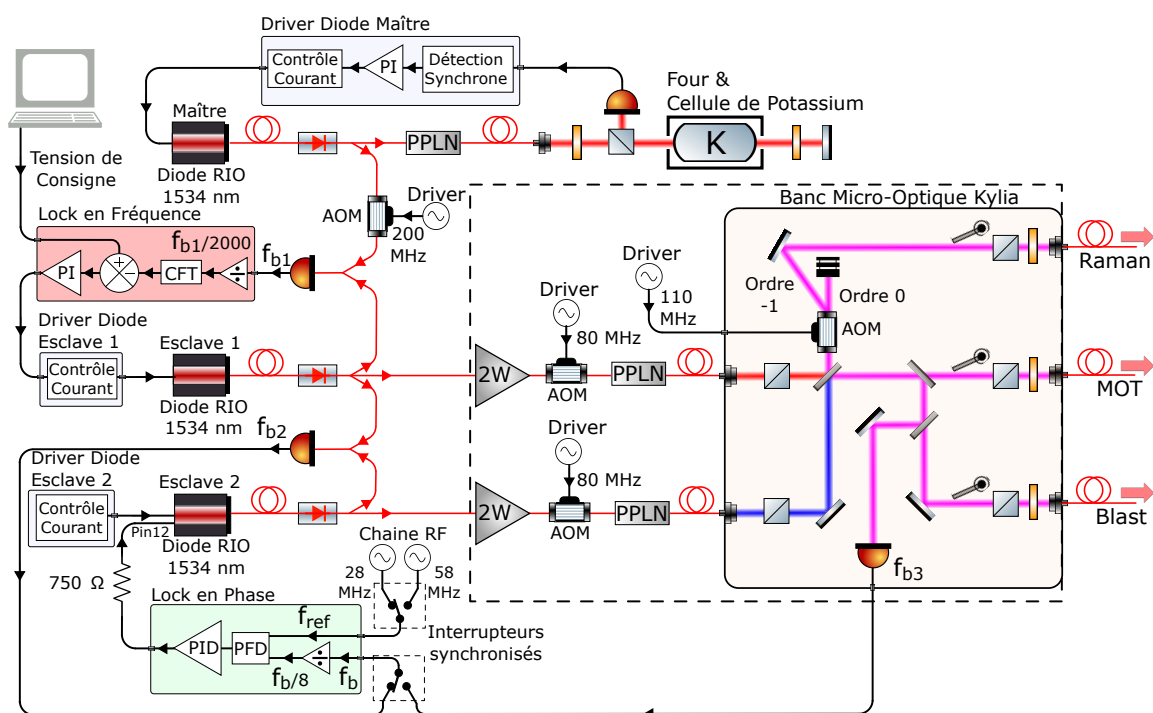 Driver Diode Maître
Contrôle
Courant
PI
Détection
Synchrone
Four &
Cellule de Potassium
Maître
PPLN
K
Diode RIO
1534 nm
Tension de
Consigne
AOM
Driver
200
MHz
Banc Micro-Optique Kylia
Lock en Fréquence
fb1/2000
fb1
PI
CFT
Raman
Driver
110
MHz
Ordre
-1
Ordre 0
AOM
Driver
80 MHz
Driver Diode
Esclave 1
Esclave 1
Contrôle
Courant
Diode RIO
1534 nm
2W
AOM
PPLN
MOT
fb2
Driver
80 MHz
Driver Diode
Esclave 2
Esclave 2
Contrôle
Courant
Pin12
Diode RIO
1534 nm
2W
AOM
PPLN
Blast
Chaine RF
28
MHz
58
MHz
fb3
750 Ω
Lock en Phase
fref
PID
PFD
fb/8
fb
Interrupteurs
synchronisés